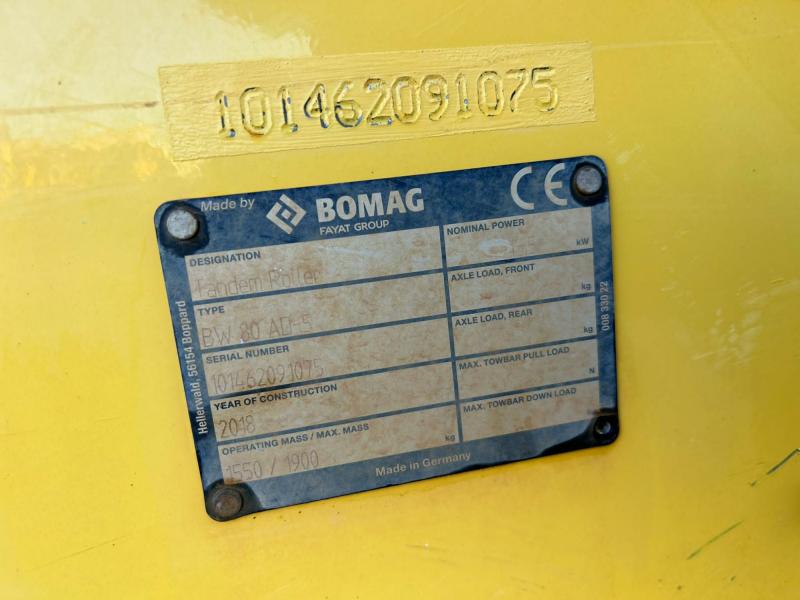 101462091075
Made by BOMAG
FAYAT GROUP
CE
DESIGNATION
Tandem Roller
TYPE
BW 80 AD-5
SERIAL NUMBER
101462091075
YEAR OF CONSTRUCTION
2018
OPERATING MASS / MAX. MASS
kg
1550 / 1900
NOMINAL POWER
kW
AXLE LOAD, FRONT
kg
AXLE LOAD, REAR
kg
MAX. TOWBAR PULL LOAD
N
MAX. TOWBAR DOWN LOAD
Made in Germany
Hellerwald, 56154 Boppard
008 330 22